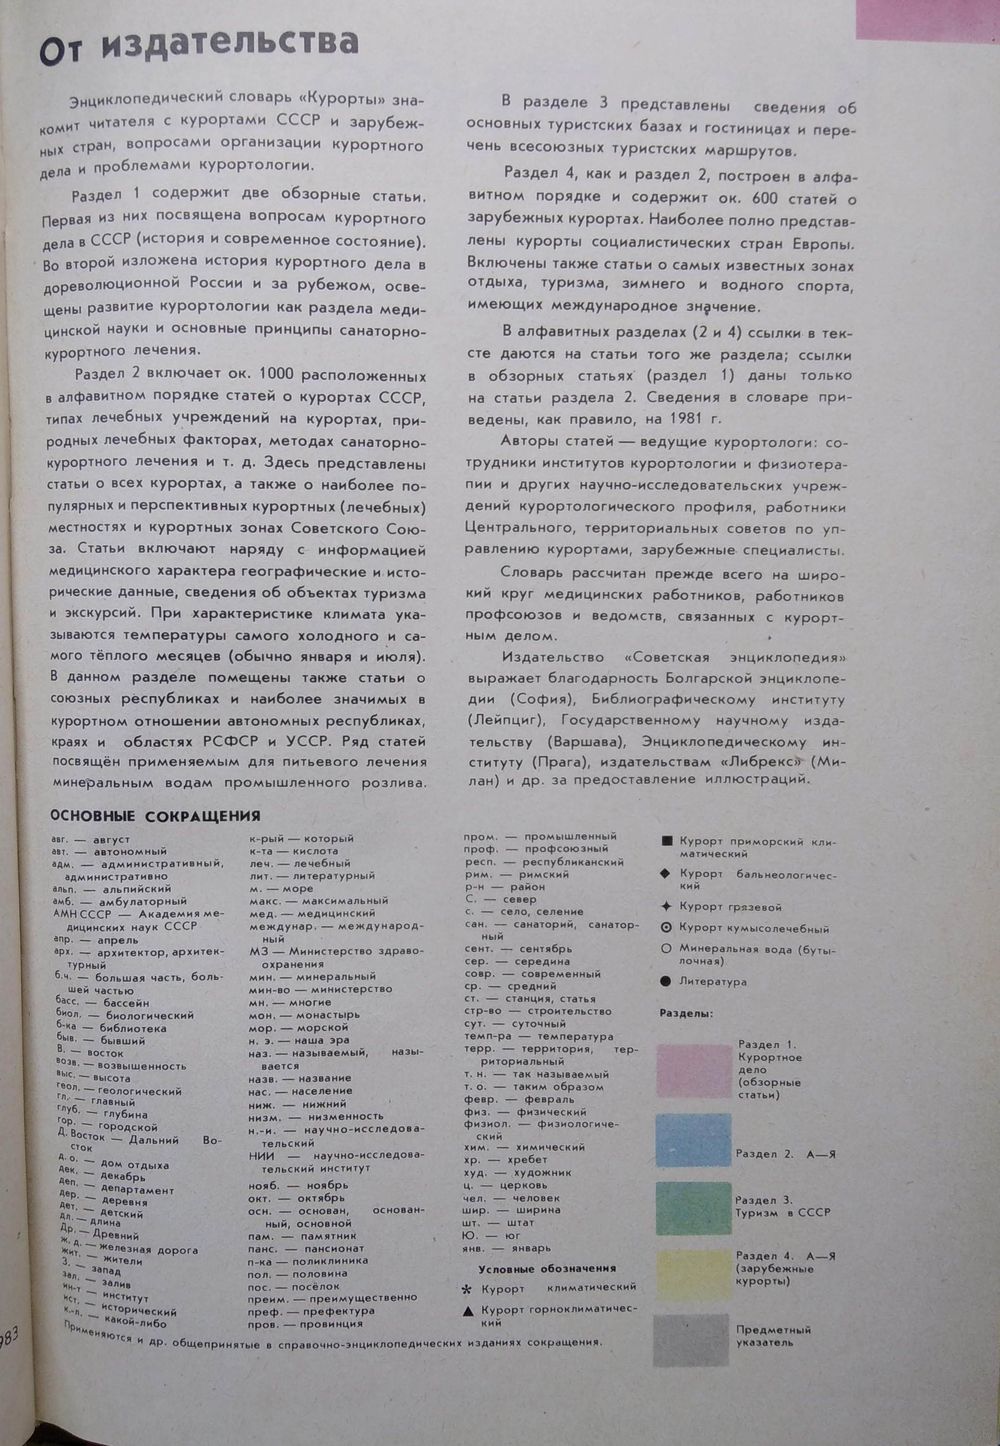 От издательства
Энциклопедический словарь «Курорты» зна-
комит читателя с курортами СССР и зарубеж-
ных стран, вопросами организации курортного
дела и проблемами курортологии.
Раздел 1 содержит две обзорные статьи.
Первая из них посвящена вопросам курортного
дела в СССР (история и современное состояние).
Во второй изложена история курортного дела в
дореволюционной России и за рубежом, осве-
щены развитие курортологии как раздела меди-
цинской науки и основные принципы санаторно-
курортного лечения.
Раздел 2 включает ок. 1000 расположенных
в алфавитном порядке статей о курортах СССР,
типах лечебных учреждений на курортах, при-
родных лечебных факторах, методах санаторно-
курортного лечения и т. д. Здесь представлены
статьи о всех курортах, а также о наиболее по-
пулярных и перспективных курортных (лечебных)
местностях и курортных зонах Советского Сою-
за. Статьи включают наряду с информацией
медицинского характера географические и исто-
рические данные, сведения об объектах туризма
и экскурсий. При характеристике климата ука-
зываются температуры самого холодного и са-
мого тёплого месяцев (обычно января и июля).
В данном разделе помещены также статьи о
союзных республиках и наиболее значимых в
курортном отношении автономных республиках,
краях и областях РСФСР и УССР. Ряд статей
посвящён применяемым для питьевого лечения
минеральным водам промышленного розлива.
В разделе 3 представлены сведения об
основных туристских базах и гостиницах и пере-
чень всесоюзных туристских маршрутов.
Раздел 4, как и раздел 2, построен в алфа-
витном порядке и содержит ок. 600 статей о
зарубежных курортах. Наиболее полно представ-
лены курорты социалистических стран Европы.
Включены также статьи о самых известных зонах
отдыха, туризма, зимнего и водного спорта,
имеющих международное значение.
В алфавитных разделах (2 и 4) ссылки в тек-
сте даются на статьи того же раздела; ссылки
в обзорных статьях (раздел 1) даны только
на статьи раздела 2. Сведения в словаре при-
ведены, как правило, на 1981 г.
Авторы статей — ведущие курортологи: со-
трудники институтов курортологии и физиотера-
пии и других научно-исследовательских учреж-
дений курортологического профиля, работники
Центрального, территориальных советов по уп-
равлению курортами, зарубежные специалисты.
Словарь рассчитан прежде всего на широ-
кий круг медицинских работников, работников
профсоюзов и ведомств, связанных с курорт-
ным делом.
Издательство «Советская энциклопедия»
выражает благодарность Болгарской энциклопе-
дии (София), Библиографическому институту
(Лейпциг), Государственному научному изда-
тельству (Варшава), Энциклопедическому ин-
ституту (Прага), издательствам «Либрекс» (Ми-
лан) и др. за предоставление иллюстраций.
ОСНОВНЫЕ СОКРАЩЕНИЯ
авг. — август
авт. — автономный
адм. — административный,
административно
альп. — альпийский
амб. — амбулаторный
АМН СССР — Академия ме-
дицинских наук СССР
апр. — апрель
арх. — архитектор, архитек-
турный
б.ч. — большая часть, боль-
шей частью
басс. — бассейн
биол. — биологический
б-ка — библиотека
быв. — бывший
В. — восток
возв. — возвышенность
выс. — высота
геол. — геологический
гл. — главный
глуб. — глубина
гор. — городской
Д. Восток — Дальний Во-
сток
д. о. — дом отдыха
дек. — декабрь
деп. — департамент
дер. — деревня
дет. — детский
дл. — длина
Др. — Древний
ж. д. — железная дорога
жит. — жители
З. — запад
зал. — залив
ин-т — институт
ист. — исторический
к.-л. — какой-либо
к-рый — который
к-та — кислота
леч. — лечебный
лит. — литературный
м. — море
макс. — максимальный
мед. — медицинский
междунар. — международ-
ный
МЗ — Министерство здраво-
охранения
мин. — минеральный
мин-во — министерство
мн. — многие
мон. — монастырь
мор. — морской
н. э. — наша эра
наз. — называемый, назы-
вается
назв. — название
нас. — население
ниж. — нижний
низм. — низменность
н.-и. — научно-исследова-
тельский
НИИ — научно-исследова-
тельский институт
нояб. — ноябрь
окт. — октябрь
осн. — основан, основан-
ный, основной
пам. — памятник
панс. — пансионат
п-ка — поликлиника
пол. — половина
пос. — посёлок
преим. — преимущественно
преф. — префектура
пров. — провинция
пром. — промышленный
проф. — профсоюзный
респ. — республиканский
рим. — римский
р-н — район
С. — север
с. — село, селение
сан. — санаторий, санатор-
ный
сент. — сентябрь
сер. — середина
совр. — современный
ср. — средний
ст. — станция, статья
стр-во — строительство
сут. — суточный
темп-ра — температура
терр. — территория, тер-
риториальный
т. н. — так называемый
т. о. — таким образом
февр. — февраль
физ. — физический
физиол. — физиологиче-
ский
хим. — химический
хр. — хребет
худ. — художник
ц. — церковь
чел. — человек
шир. — ширина
шт. — штат
Ю. — юг
янв. — январь
Условные обозначения
Курорт климатический
Курорт горноклиматичес-
кий
Курорт приморский кли-
матический
Курорт бальнеологичес-
кий
Курорт грязевой
Курорт кумысолечебный
Минеральная вода (буты-
лочная)
Литература
Разделы:
Раздел 1.
Курортное
дело
(обзорные
статьи)
Раздел 2. А—Я
Раздел 3.
Туризм в СССР
Раздел 4. А—Я
(зарубежные
курорты)
Предметный
указатель
Применяются и др. общепринятые в справочно-энциклопедических изданиях сокращения.
983